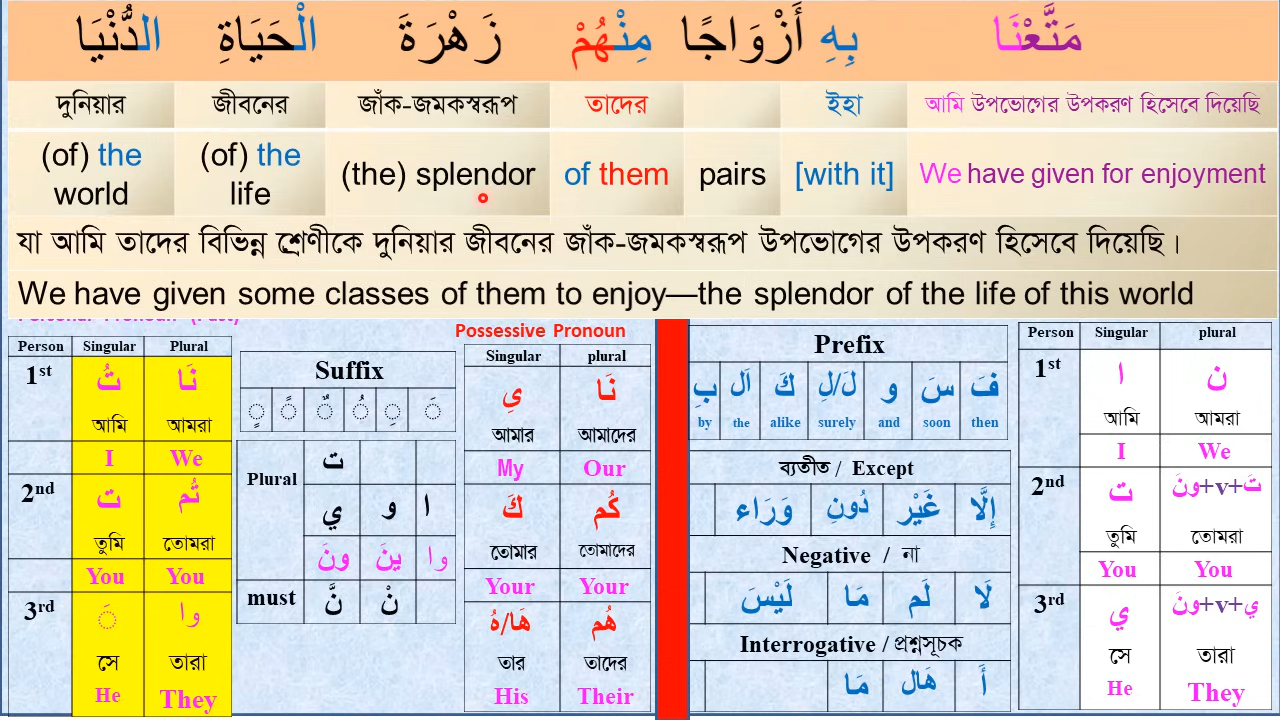 مَتَّعْنَا بِهِ أَزْوَاجًا مِنْهُمْ زَهْرَةَ الْحَيَاةِ الدُّنْيَا
দুনিয়ার জীবনের জাঁক-জমকস্বরূপ তাদের ইহা আমি উপভোগের উপকরণ হিসেবে দিয়েছি
(of) the world (of) the life (the) splendor of them pairs [with it] We have given for enjoyment
যা আমি তাদের বিভিন্ন শ্রেণীকে দুনিয়ার জীবনের জাঁক-জমকস্বরূপ উপভোগের উপকরণ হিসেবে দিয়েছি।
We have given some classes of them to enjoy—the splendor of the life of this world
Person Singular Plural
1st تُ نَا
আমি আমরা
I We
2nd ت تُم
তুমি তোমরা
You You
3rd َ وا
সে তারা
He They
Suffix
ٍ ً ٌ ُ ِ َ
Plural ت
ي و ا
ونَ ينَ وا
must نَّ نْ
Possessive Pronoun
Singular plural
يِ نَا
আমার আমাদের
My Our
كَ كُم
তোমার তোমাদের
Your Your
هَا/هُ هُم
তার তাদের
His Their
Prefix
بِ اَل كَ لَ/لِ و سَ فَ
by the alike surely and soon then
ব্যতীত / Except
وَرَاء دُونِ غَيْر إِلَّا
Negative / না
لَيْسَ مَا لَم لَا
Interrogative / প্রশ্নসূচক
مَا هَال أَ
Person Singular plural
1st ا ن
আমি আমরা
I We
2nd ت تَ+v+ونَ
তুমি তোমরা
You You
3rd ي ي+v+ونَ
সে তারা
He They